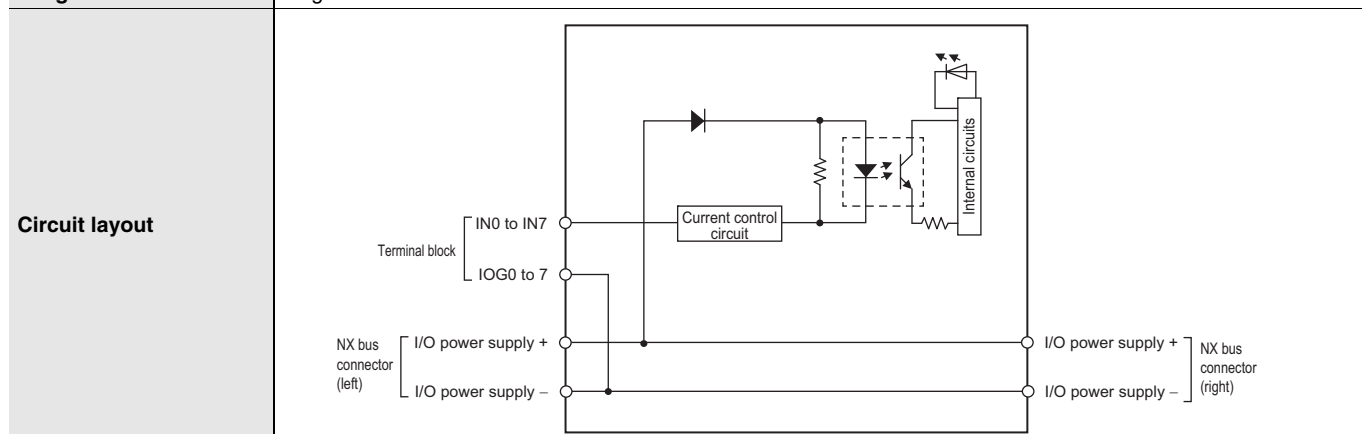 Circuit layout
Internal circuits
Current control
circuit
Terminal block
IN0 to IN7
IOG0 to 7
NX bus
connector
(left)
I/O power supply +
I/O power supply –
I/O power supply +
I/O power supply –
NX bus
connector
(right)